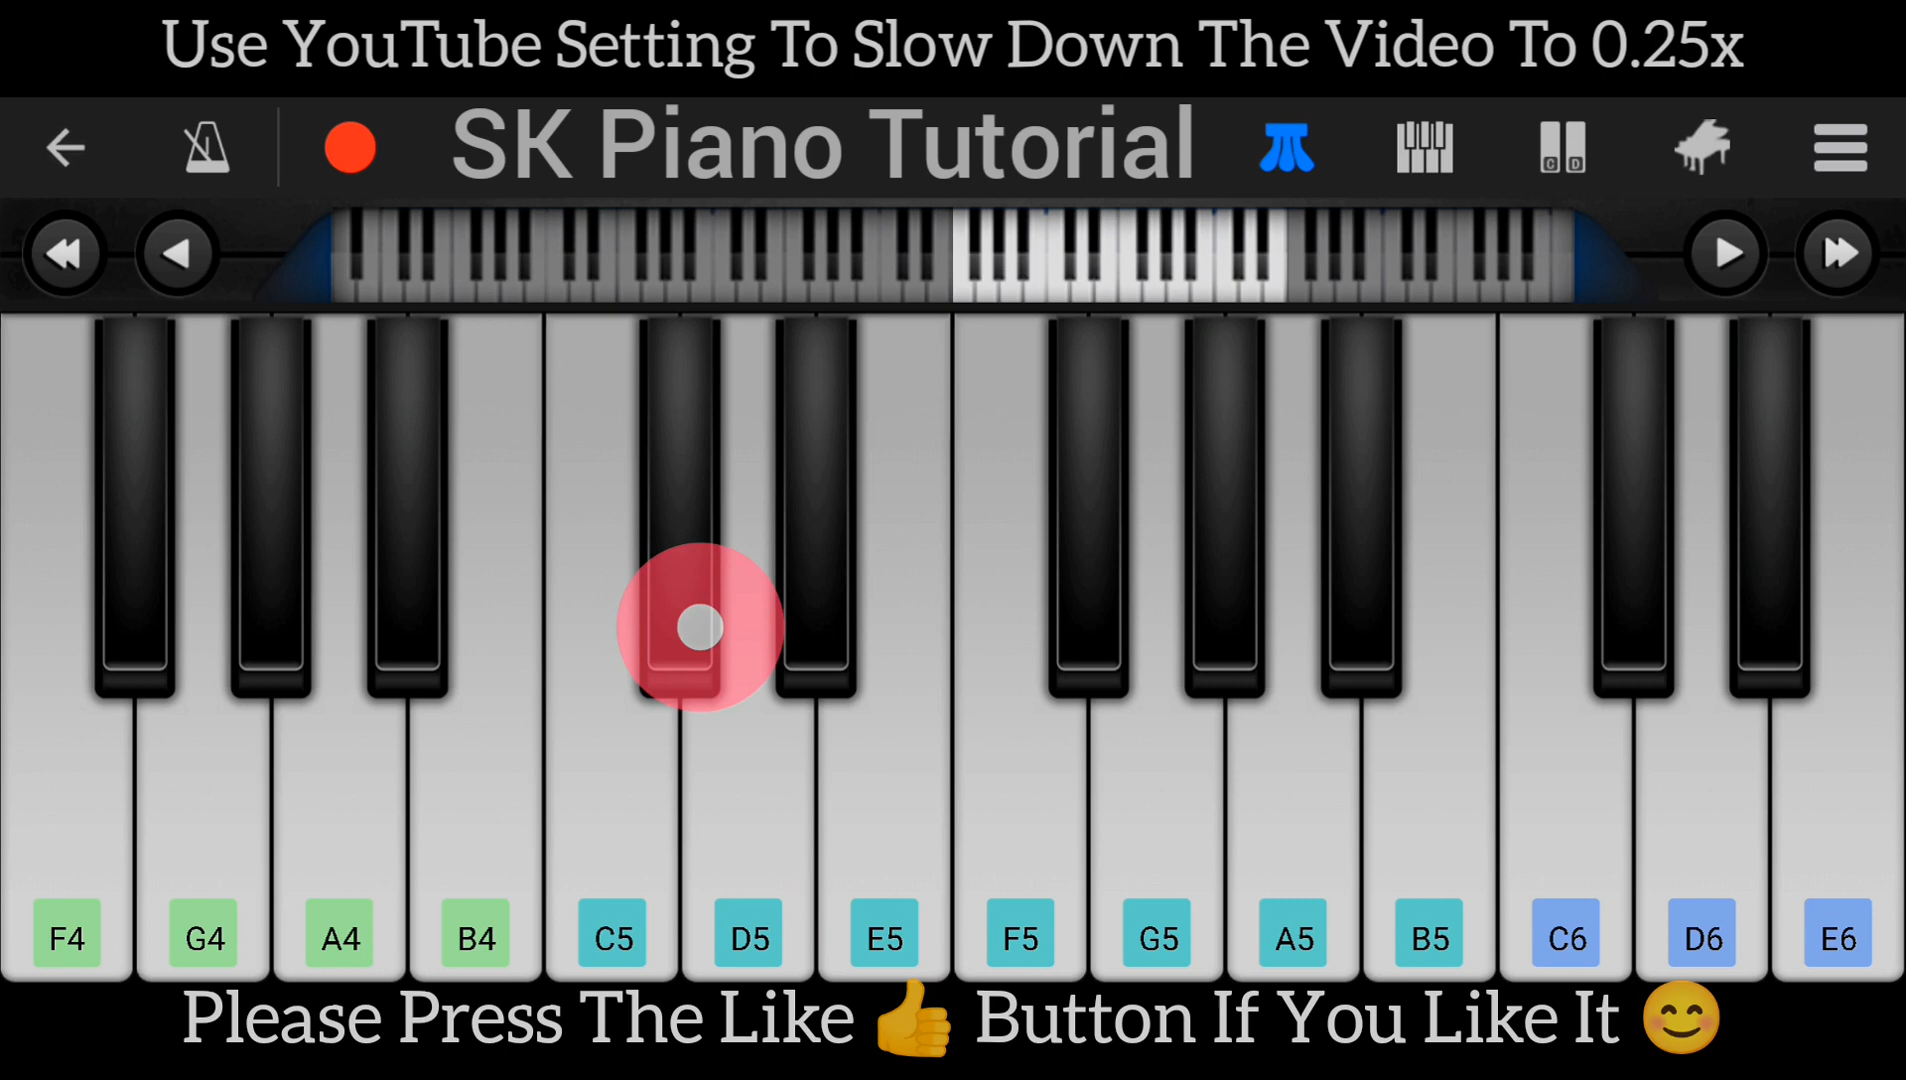 Use YouTube Setting To Slow Down The Video To 0.25x
SK Piano Tutorial
C D
F4 G4 A4 B4 C5 D5 E5 F5 G5 A5 B5 C6 D6 E6
Please Press The Like 👍 Button If You Like It 😊